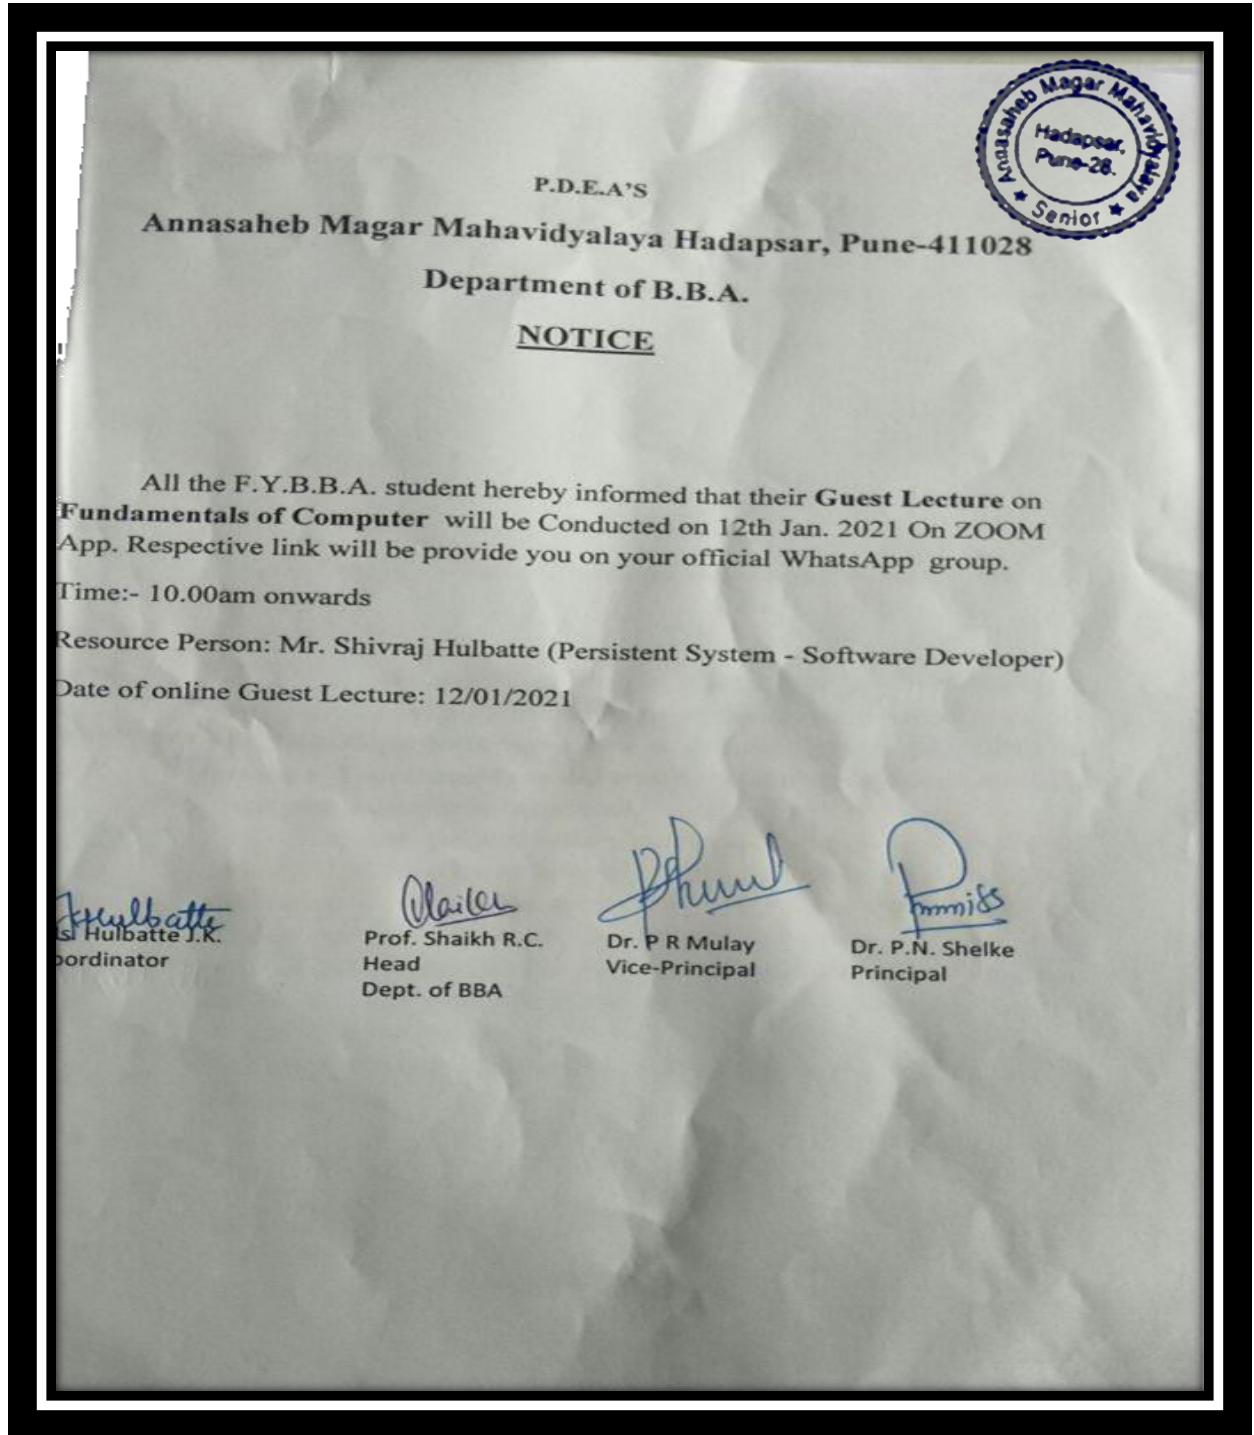 Annasaheb Magar Mahavidyalaya
Hadapsar,
Pune-28.
★ Senior ★
P.D.E.A'S
Annasaheb Magar Mahavidyalaya Hadapsar, Pune-411028
Department of B.B.A.
NOTICE
All the F.Y.B.B.A. student hereby informed that their Guest Lecture on
Fundamentals of Computer will be Conducted on 12th Jan. 2021 On ZOOM
App. Respective link will be provide you on your official WhatsApp group.
Time:- 10.00am onwards
Resource Person: Mr. Shivraj Hulbatte (Persistent System - Software Developer)
Date of online Guest Lecture: 12/01/2021
Hulbatte J.K. Prof. Shaikh R.C. Dr. P R Mulay Dr. P.N. Shelke
oordinator Head Vice-Principal Principal
Dept. of BBA